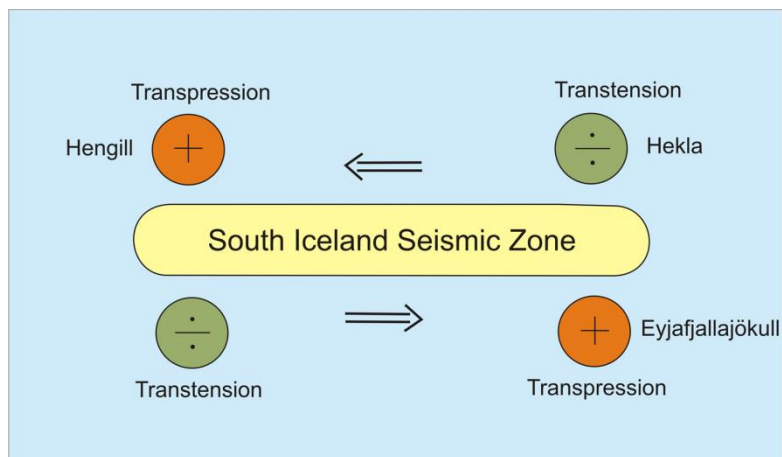 Transpression
Transtension
Hengill
+
÷
Hekla
South Iceland Seismic Zone
÷
+
Eyjafjallajökull
Transtension
Transpression